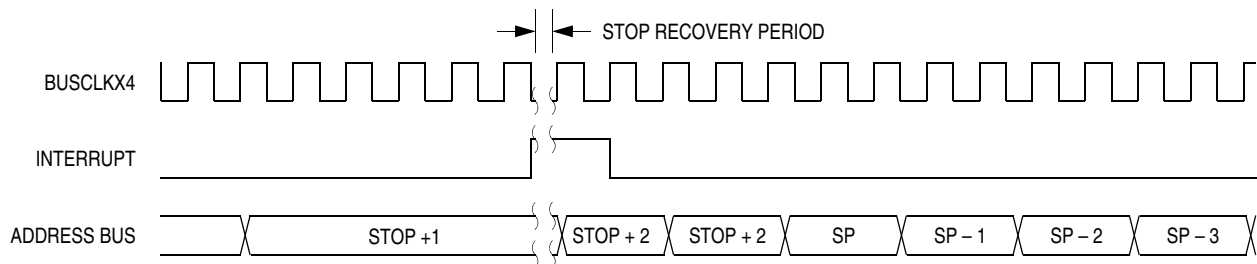 STOP RECOVERY PERIOD
BUSCLKX4
INTERRUPT
ADDRESS BUS STOP +1 STOP + 2 STOP + 2 SP SP – 1 SP – 2 SP – 3